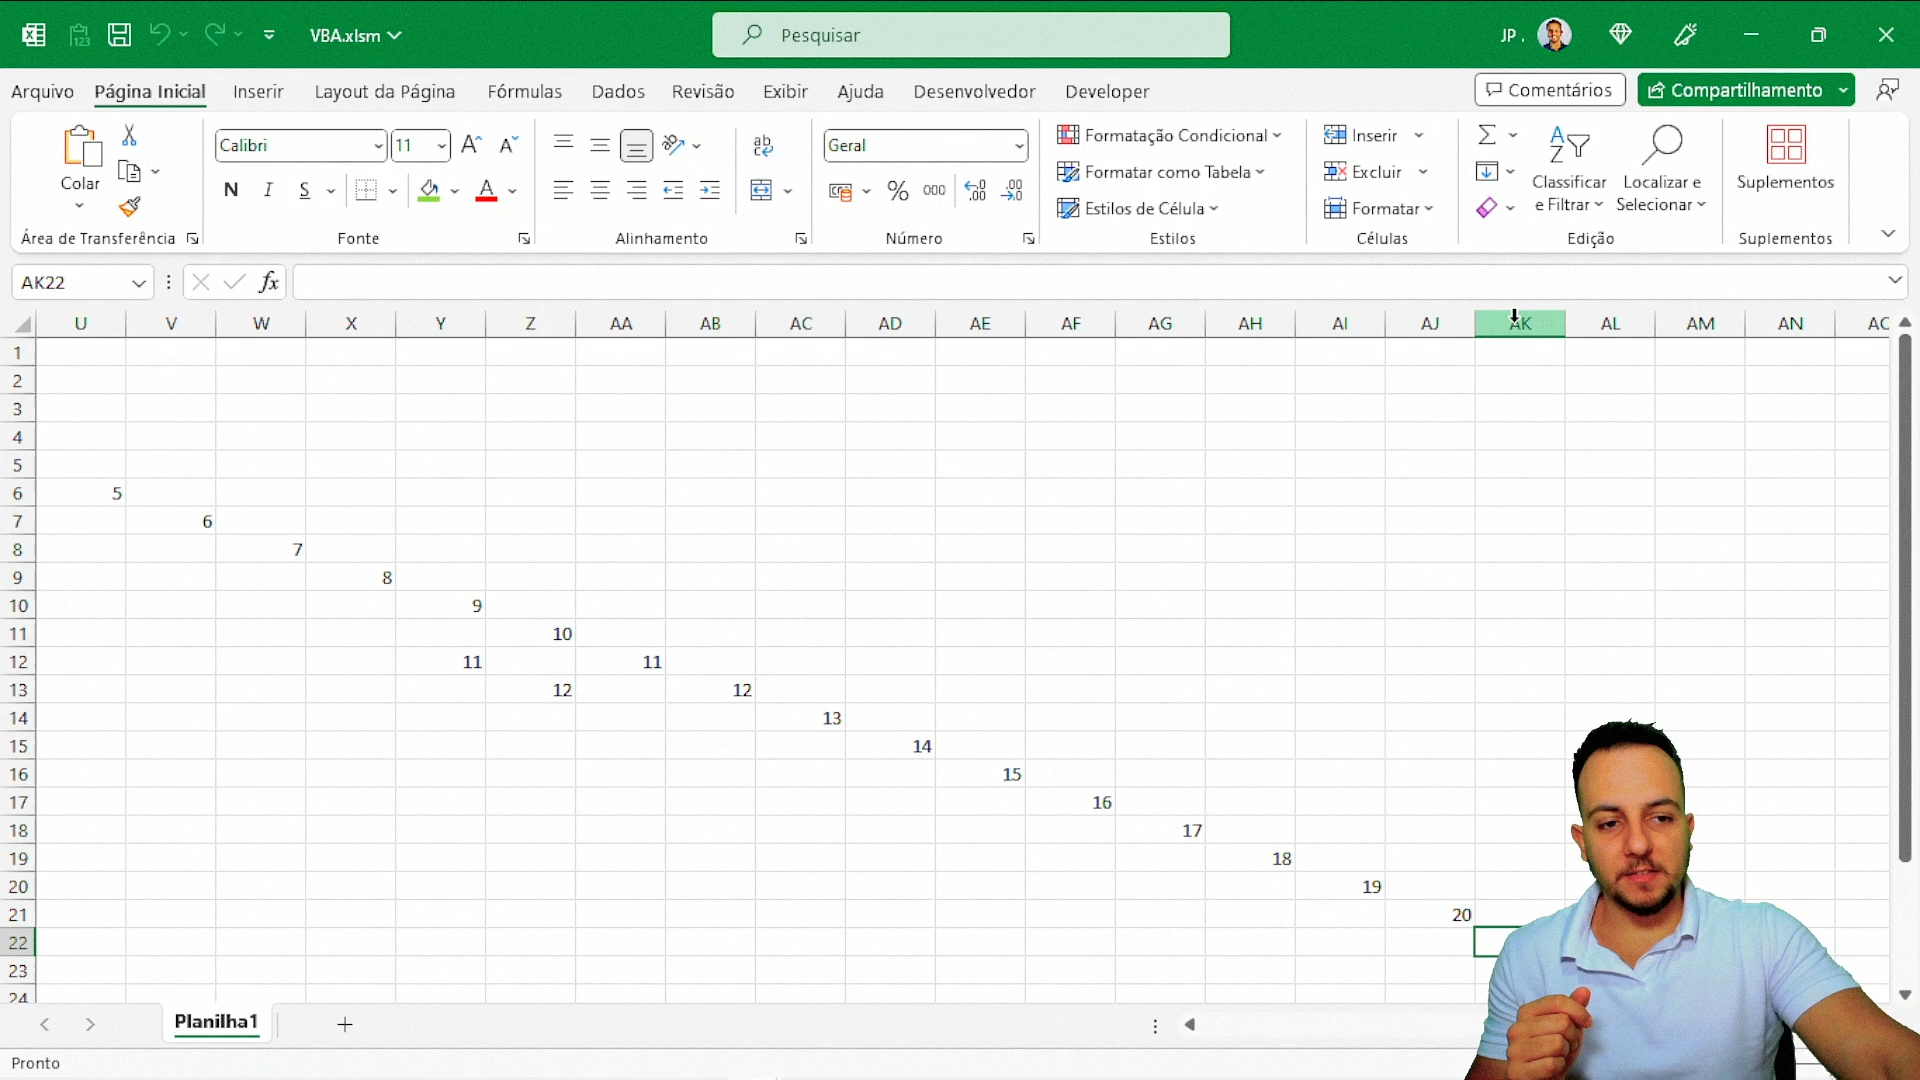 VBA.xlsm
Pesquisar
JP .
Arquivo Página Inicial Inserir Layout da Página Fórmulas Dados Revisão Exibir Ajuda Desenvolvedor Developer
Comentários Compartilhamento
Colar
Área de Transferência
Calibri 11
N I S A
Fonte
ab
Alinhamento
Geral
% 000
Número
Formatação Condicional
Formatar como Tabela
Estilos de Célula
Estilos
Inserir
Excluir
Formatar
Células
Classificar e Filtrar
Localizar e Selecionar
Edição
Suplementos
Suplementos
AK22 fx
U V W X Y Z AA AB AC AD AE AF AG AH AI AJ AK AL AM AN
1
2
3
4
5
6 5
7 6
8 7
9 8
10 9
11 10
12 11 11
13 12 12
14 13
15 14
16 15
17 16
18 17
19 18
20 19
21 20
22
23
24
Planilha1
Pronto